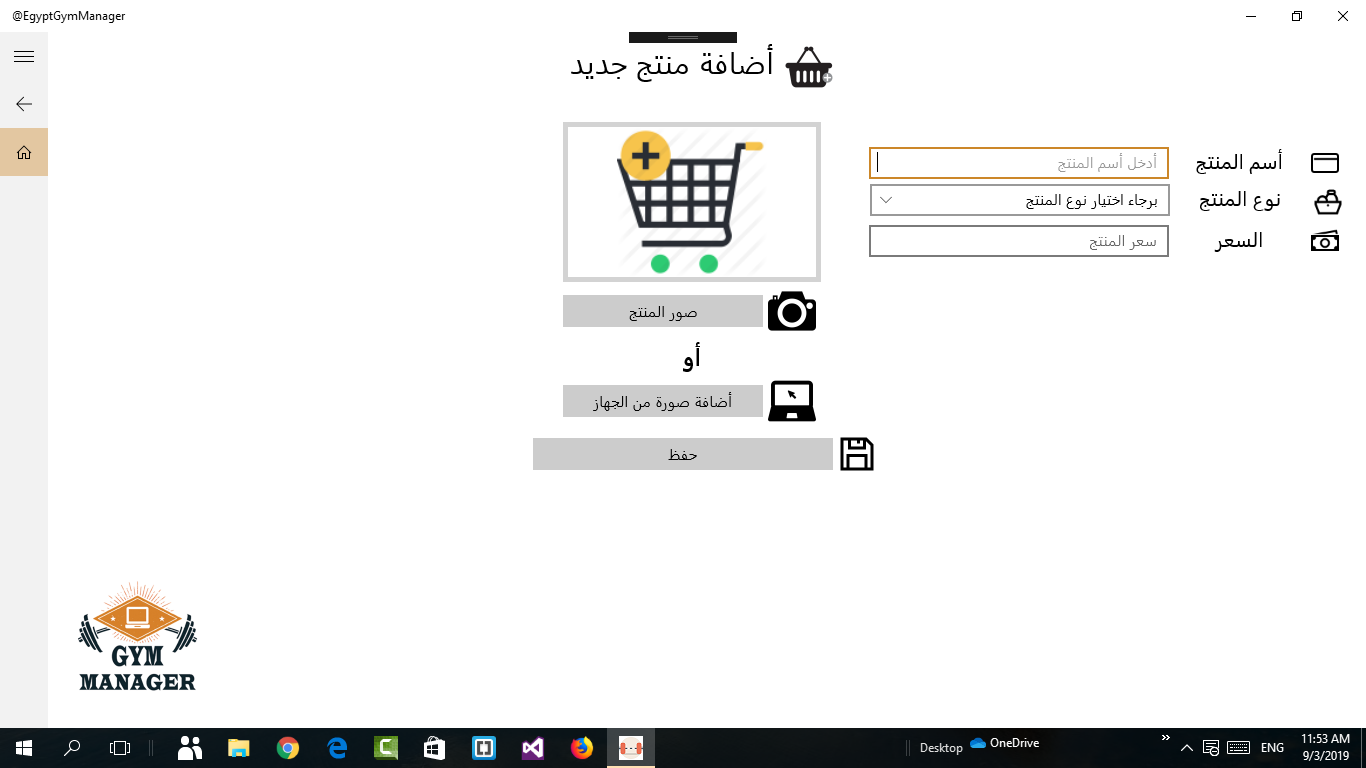 @EgyptGymManager
أضافة منتج جديد
أسم المنتج
أدخل أسم المنتج
نوع المنتج
برجاء اختيار نوع المنتج
السعر
سعر المنتج
صور المنتج
أو
أضافة صورة من الجهاز
حفظ
GYM
MANAGER
Desktop
OneDrive
ENG
11:53 AM
9/3/2019